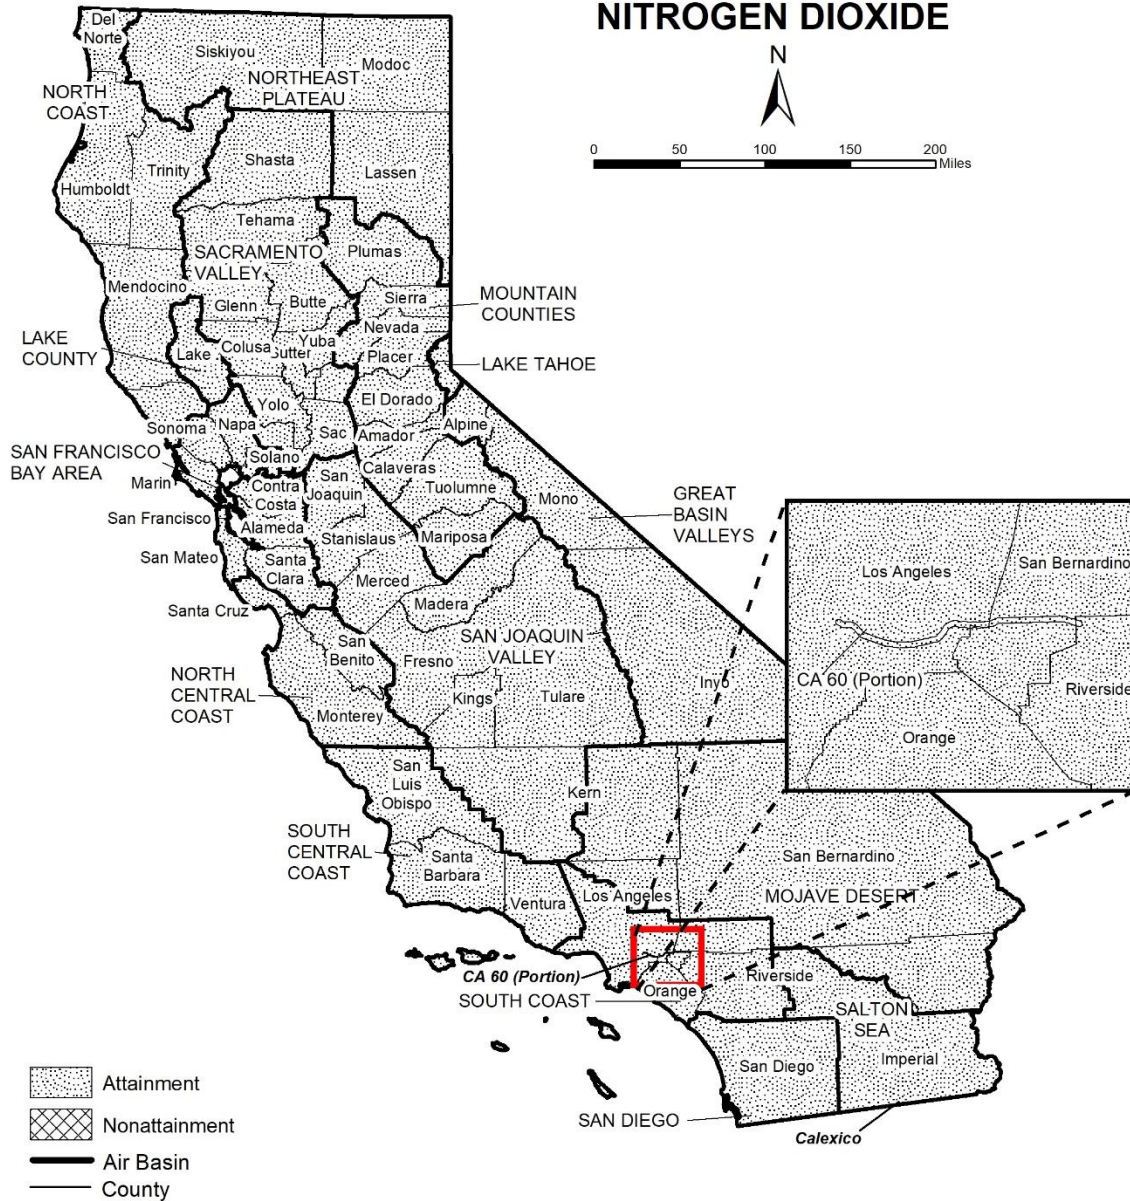 NITROGEN DIOXIDE
N
0 50 100 150 200
Miles
Del
Norte
Siskiyou
Modoc
NORTHEAST
PLATEAU
NORTH
COAST
Shasta
Trinity
Lassen
Humboldt
Tehama
Plumas
SACRAMENTO
VALLEY
Mendocino
Butte
Glenn
Sierra
MOUNTAIN
COUNTIES
Nevada
LAKE
COUNTY
Lake
Colusa
Yuba
Placer
LAKE TAHOE
El Dorado
Yolo
Sonoma
Napa
Sac
Amador
Alpine
SAN FRANCISCO
BAY AREA
Solano
Calaveras
Marin
Contra
Costa
San
Joaquin
Tuolumne
Mono
GREAT
BASIN
VALLEYS
San Francisco
Alameda
Stanislaus
Mariposa
San Mateo
Santa
Clara
Merced
Santa Cruz
Madera
San
Benito
SAN JOAQUIN
VALLEY
Fresno
NORTH
CENTRAL
COAST
Kings
Tulare
Inyo
Monterey
Los Angeles
San Bernardino
CA 60 (Portion)
Riverside
Orange
San
Luis
Obispo
Kern
SOUTH
CENTRAL
COAST
Santa
Barbara
San Bernardino
Ventura
Los Angeles
MOJAVE DESERT
CA 60 (Portion)
Riverside
Orange
SOUTH COAST
SALTON
SEA
San Diego
Imperial
SAN DIEGO
Calexico
Attainment
Nonattainment
Air Basin
County